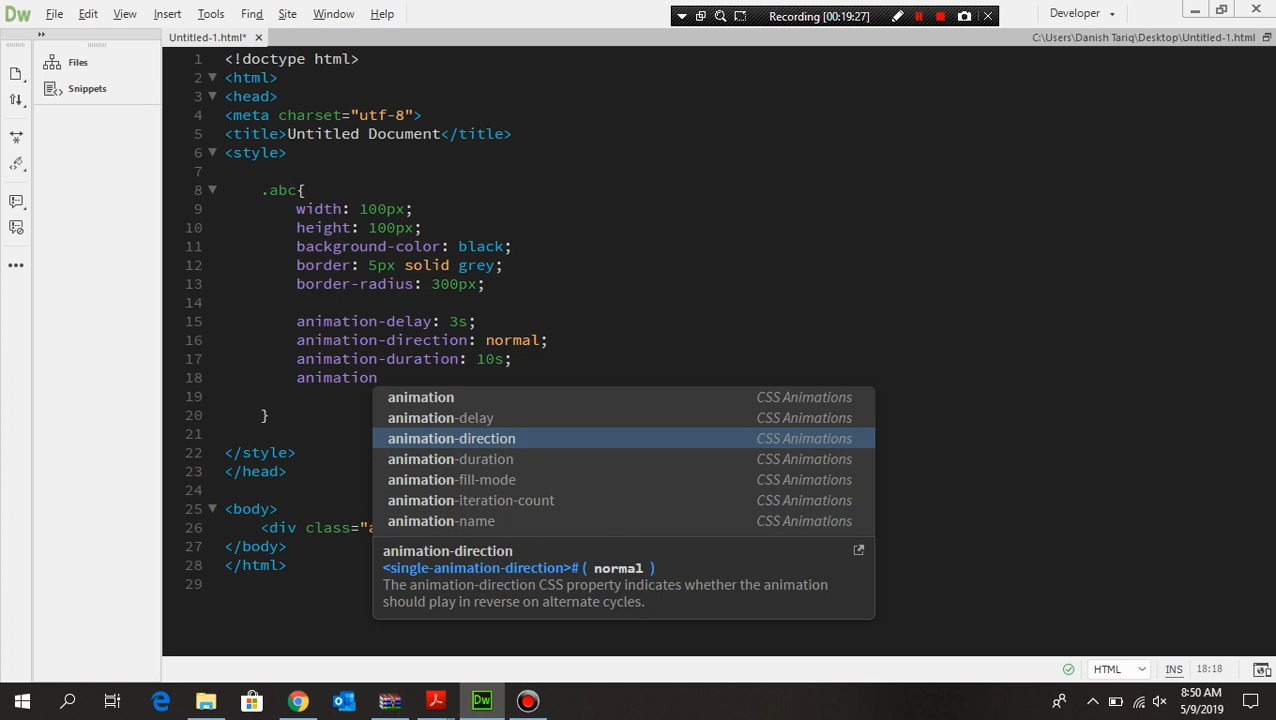 Dw File Edit View Insert Tools Find Site Window Help
Recording [00:19:27]
Developer
Untitled-1.html* ×
C:\Users\Danish Tariq\Desktop\Untitled-1.html
Files
Snippets
1 <!doctype html>
2 <html>
3 <head>
4 <meta charset="utf-8">
5 <title>Untitled Document</title>
6 <style>
7
8 .abc{
9 width: 100px;
10 height: 100px;
11 background-color: black;
12 border: 5px solid grey;
13 border-radius: 300px;
14
15 animation-delay: 3s;
16 animation-direction: normal;
17 animation-duration: 10s;
18 animation
19
20 }
21
22 </style>
23 </head>
24
25 <body>
26 <div class="a
27 </body>
28 </html>
29
animation CSS Animations
animation-delay CSS Animations
animation-direction CSS Animations
animation-duration CSS Animations
animation-fill-mode CSS Animations
animation-iteration-count CSS Animations
animation-name CSS Animations
animation-direction
<single-animation-direction># ( normal )
The animation-direction CSS property indicates whether the animation
should play in reverse on alternate cycles.
HTML INS 18:18
Dw
8:50 AM
5/9/2019